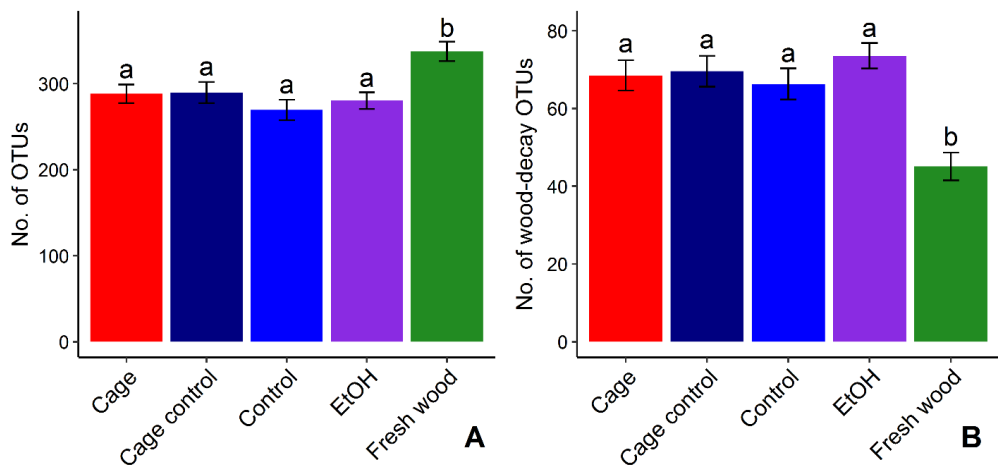 No. of OTUs
300
200
100
0
a
a
a
a
b
Cage
Cage control
Control
EtOH
Fresh wood
A
No. of wood-decay OTUs
80
60
40
20
0
a
a
a
a
b
Cage
Cage control
Control
EtOH
Fresh wood
B